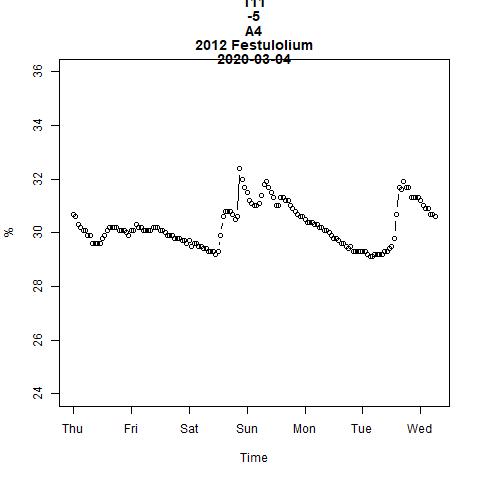 T11
-5
A4
2012 Festulolium
2020-03-04
36
34
32
30
28
26
24
%
Thu Fri Sat Sun Mon Tue Wed
Time